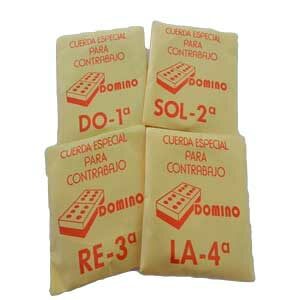 CUERDA ESPECIAL
PARA
CONTRABAJO
DOMINO
DO-1ª
CUERDA ESPECIAL
PARA
CONTRABAJO
DOMINO
SOL-2ª
CUERDA ESPECIAL
PARA
CONTRABAJO
DOMINO
RE-3ª
CUERDA ESPECIAL
PARA
CONTRABAJO
DOMINO
LA-4ª